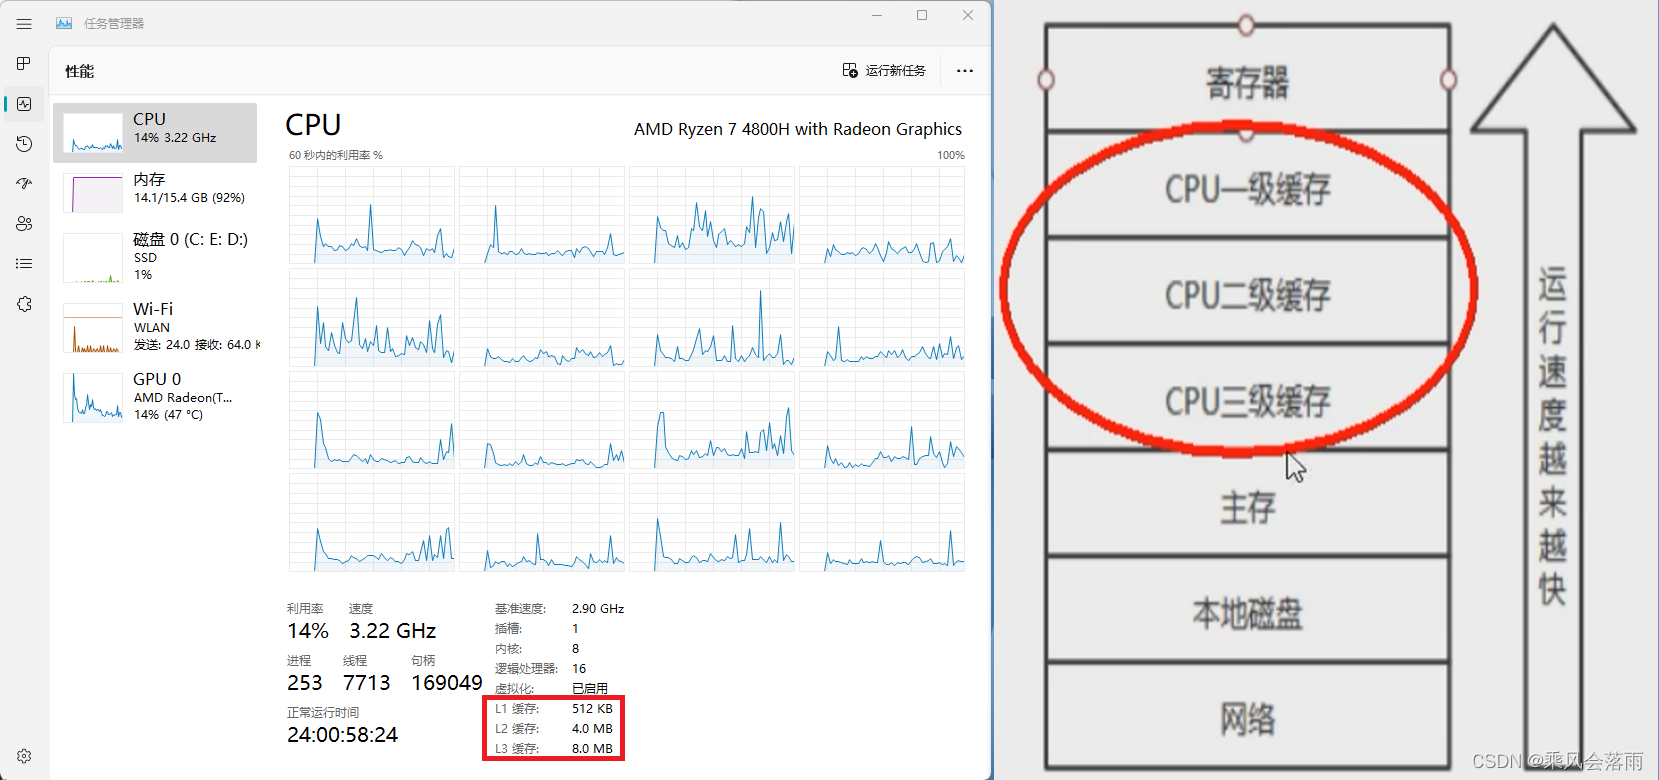 任务管理器
性能
运行新任务
CPU
14% 3.22 GHz
内存
14.1/15.4 GB (92%)
磁盘 0 (C: E: D:)
SSD
1%
Wi-Fi
WLAN
发送: 24.0 接收: 64.0 K
GPU 0
AMD Radeon(T...
14% (47 °C)
CPU
AMD Ryzen 7 4800H with Radeon Graphics
60 秒内的利用率 %
100%
利用率 速度
14% 3.22 GHz
进程 线程 句柄
253 7713 169049
正常运行时间
24:00:58:24
基准速度: 2.90 GHz
插槽: 1
内核: 8
逻辑处理器: 16
虚拟化: 已启用
L1 缓存: 512 KB
L2 缓存: 4.0 MB
L3 缓存: 8.0 MB
寄存器
CPU一级缓存
CPU二级缓存
CPU三级缓存
主存
本地磁盘
网络
运行速度越来越快
CSDN @乘风会落雨